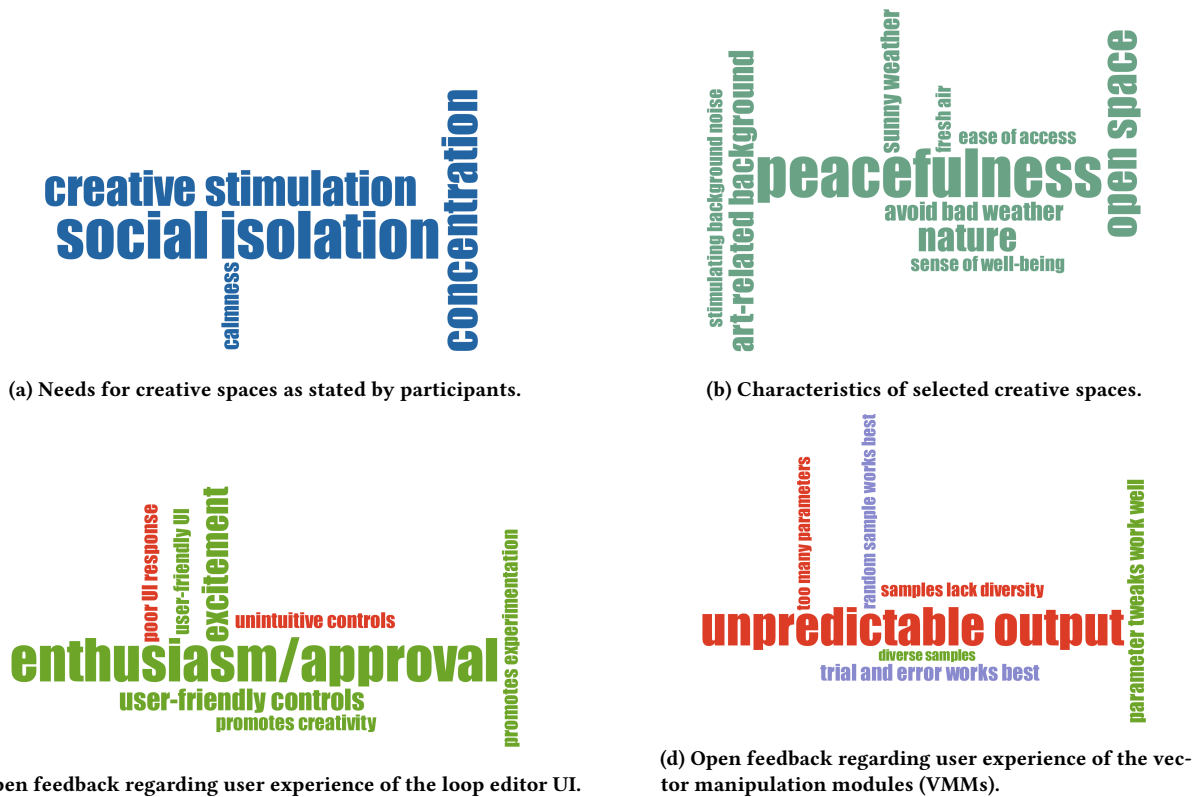 creative stimulation
social isolation
calmness
concentration
(a) Needs for creative spaces as stated by participants.
stimulating background noise
art-related background
sunny weather
fresh air
ease of access
peacefulness
avoid bad weather
nature
sense of well-being
open space
(b) Characteristics of selected creative spaces.
poor UI response
user-friendly UI
excitement
unintuitive controls
enthusiasm/approval
user-friendly controls
promotes creativity
promotes experimentation
pen feedback regarding user experience of the loop editor UI.
too many parameters
random sample works best
samples lack diversity
unpredictable output
diverse samples
trial and error works best
parameter tweaks work well
(d) Open feedback regarding user experience of the vec-
tor manipulation modules (VMMs).